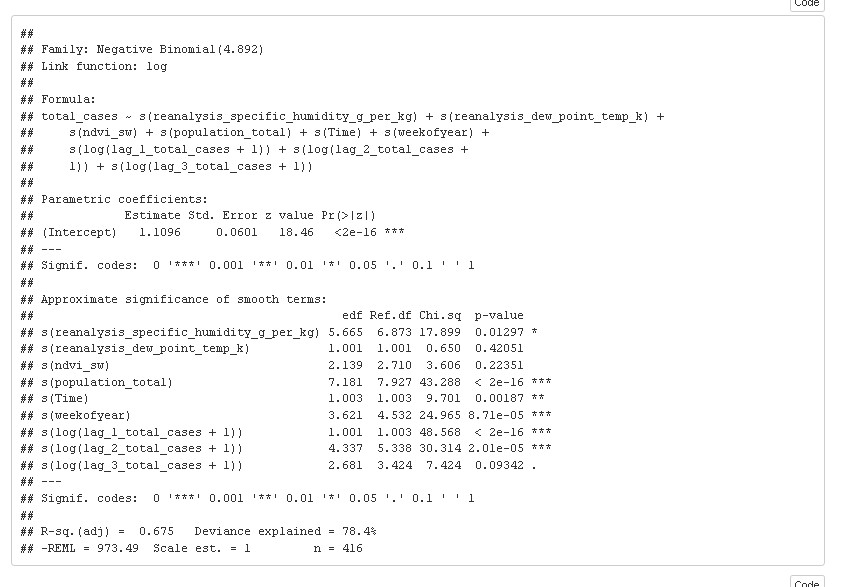 Code
##
## Family: Negative Binomial(4.892)
## Link function: log
##
## Formula:
## total_cases ~ s(reanalysis_specific_humidity_g_per_kg) + s(reanalysis_dew_point_temp_k) +
##     s(ndvi_sw) + s(population_total) + s(Time) + s(weekofyear) +
##     s(log(lag_1_total_cases + 1)) + s(log(lag_2_total_cases +
##     1)) + s(log(lag_3_total_cases + 1))
##
## Parametric coefficients:
##             Estimate Std. Error z value Pr(>|z|)
## (Intercept)   1.1096     0.0601   18.46   <2e-16 ***
## ---
## Signif. codes:  0 '***' 0.001 '**' 0.01 '*' 0.05 '.' 0.1 ' ' 1
##
## Approximate significance of smooth terms:
##                                            edf Ref.df Chi.sq  p-value
## s(reanalysis_specific_humidity_g_per_kg) 5.665  6.873 17.899  0.01297 *
## s(reanalysis_dew_point_temp_k)           1.001  1.001  0.650  0.42051
## s(ndvi_sw)                               2.139  2.710  3.606  0.22351
## s(population_total)                      7.181  7.927 43.288  < 2e-16 ***
## s(Time)                                  1.003  1.003  9.701  0.00187 **
## s(weekofyear)                            3.621  4.532 24.965 8.71e-05 ***
## s(log(lag_1_total_cases + 1))            1.001  1.003 48.568  < 2e-16 ***
## s(log(lag_2_total_cases + 1))            4.337  5.338 30.314 2.01e-05 ***
## s(log(lag_3_total_cases + 1))            2.681  3.424  7.424  0.09342 .
## ---
## Signif. codes:  0 '***' 0.001 '**' 0.01 '*' 0.05 '.' 0.1 ' ' 1
##
## R-sq.(adj) =  0.675   Deviance explained = 78.4%
## -REML = 973.49  Scale est. = 1         n = 416
Code